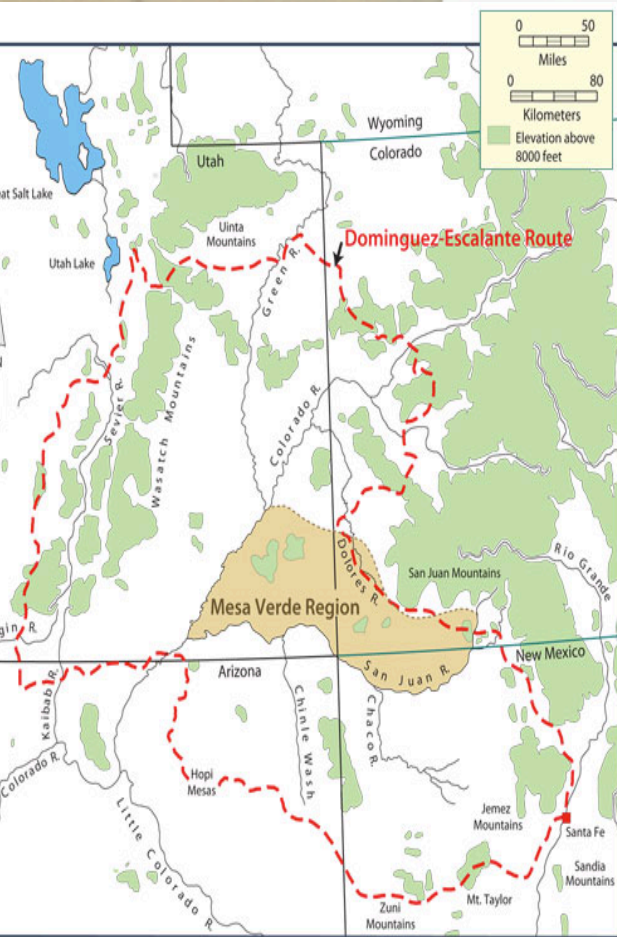 0 50
Miles
0 80
Kilometers
Elevation above
8000 feet
Wyoming
Colorado
Utah
at Salt Lake
Uinta
Mountains
Dominguez-Escalante Route
Utah Lake
Green R.
Wasatch Mountains
Sevier R.
Colorado R.
Dolores R.
San Juan Mountains
Rio Grande
Mesa Verde Region
gin R.
Arizona
New Mexico
San Juan R.
Kaibab R.
Chinle Wash
Chaco R.
Colorado R.
Hopi
Mesas
Little Colorado R.
Jemez
Mountains
Santa Fe
Sandia
Mountains
Mt. Taylor
Zuni
Mountains